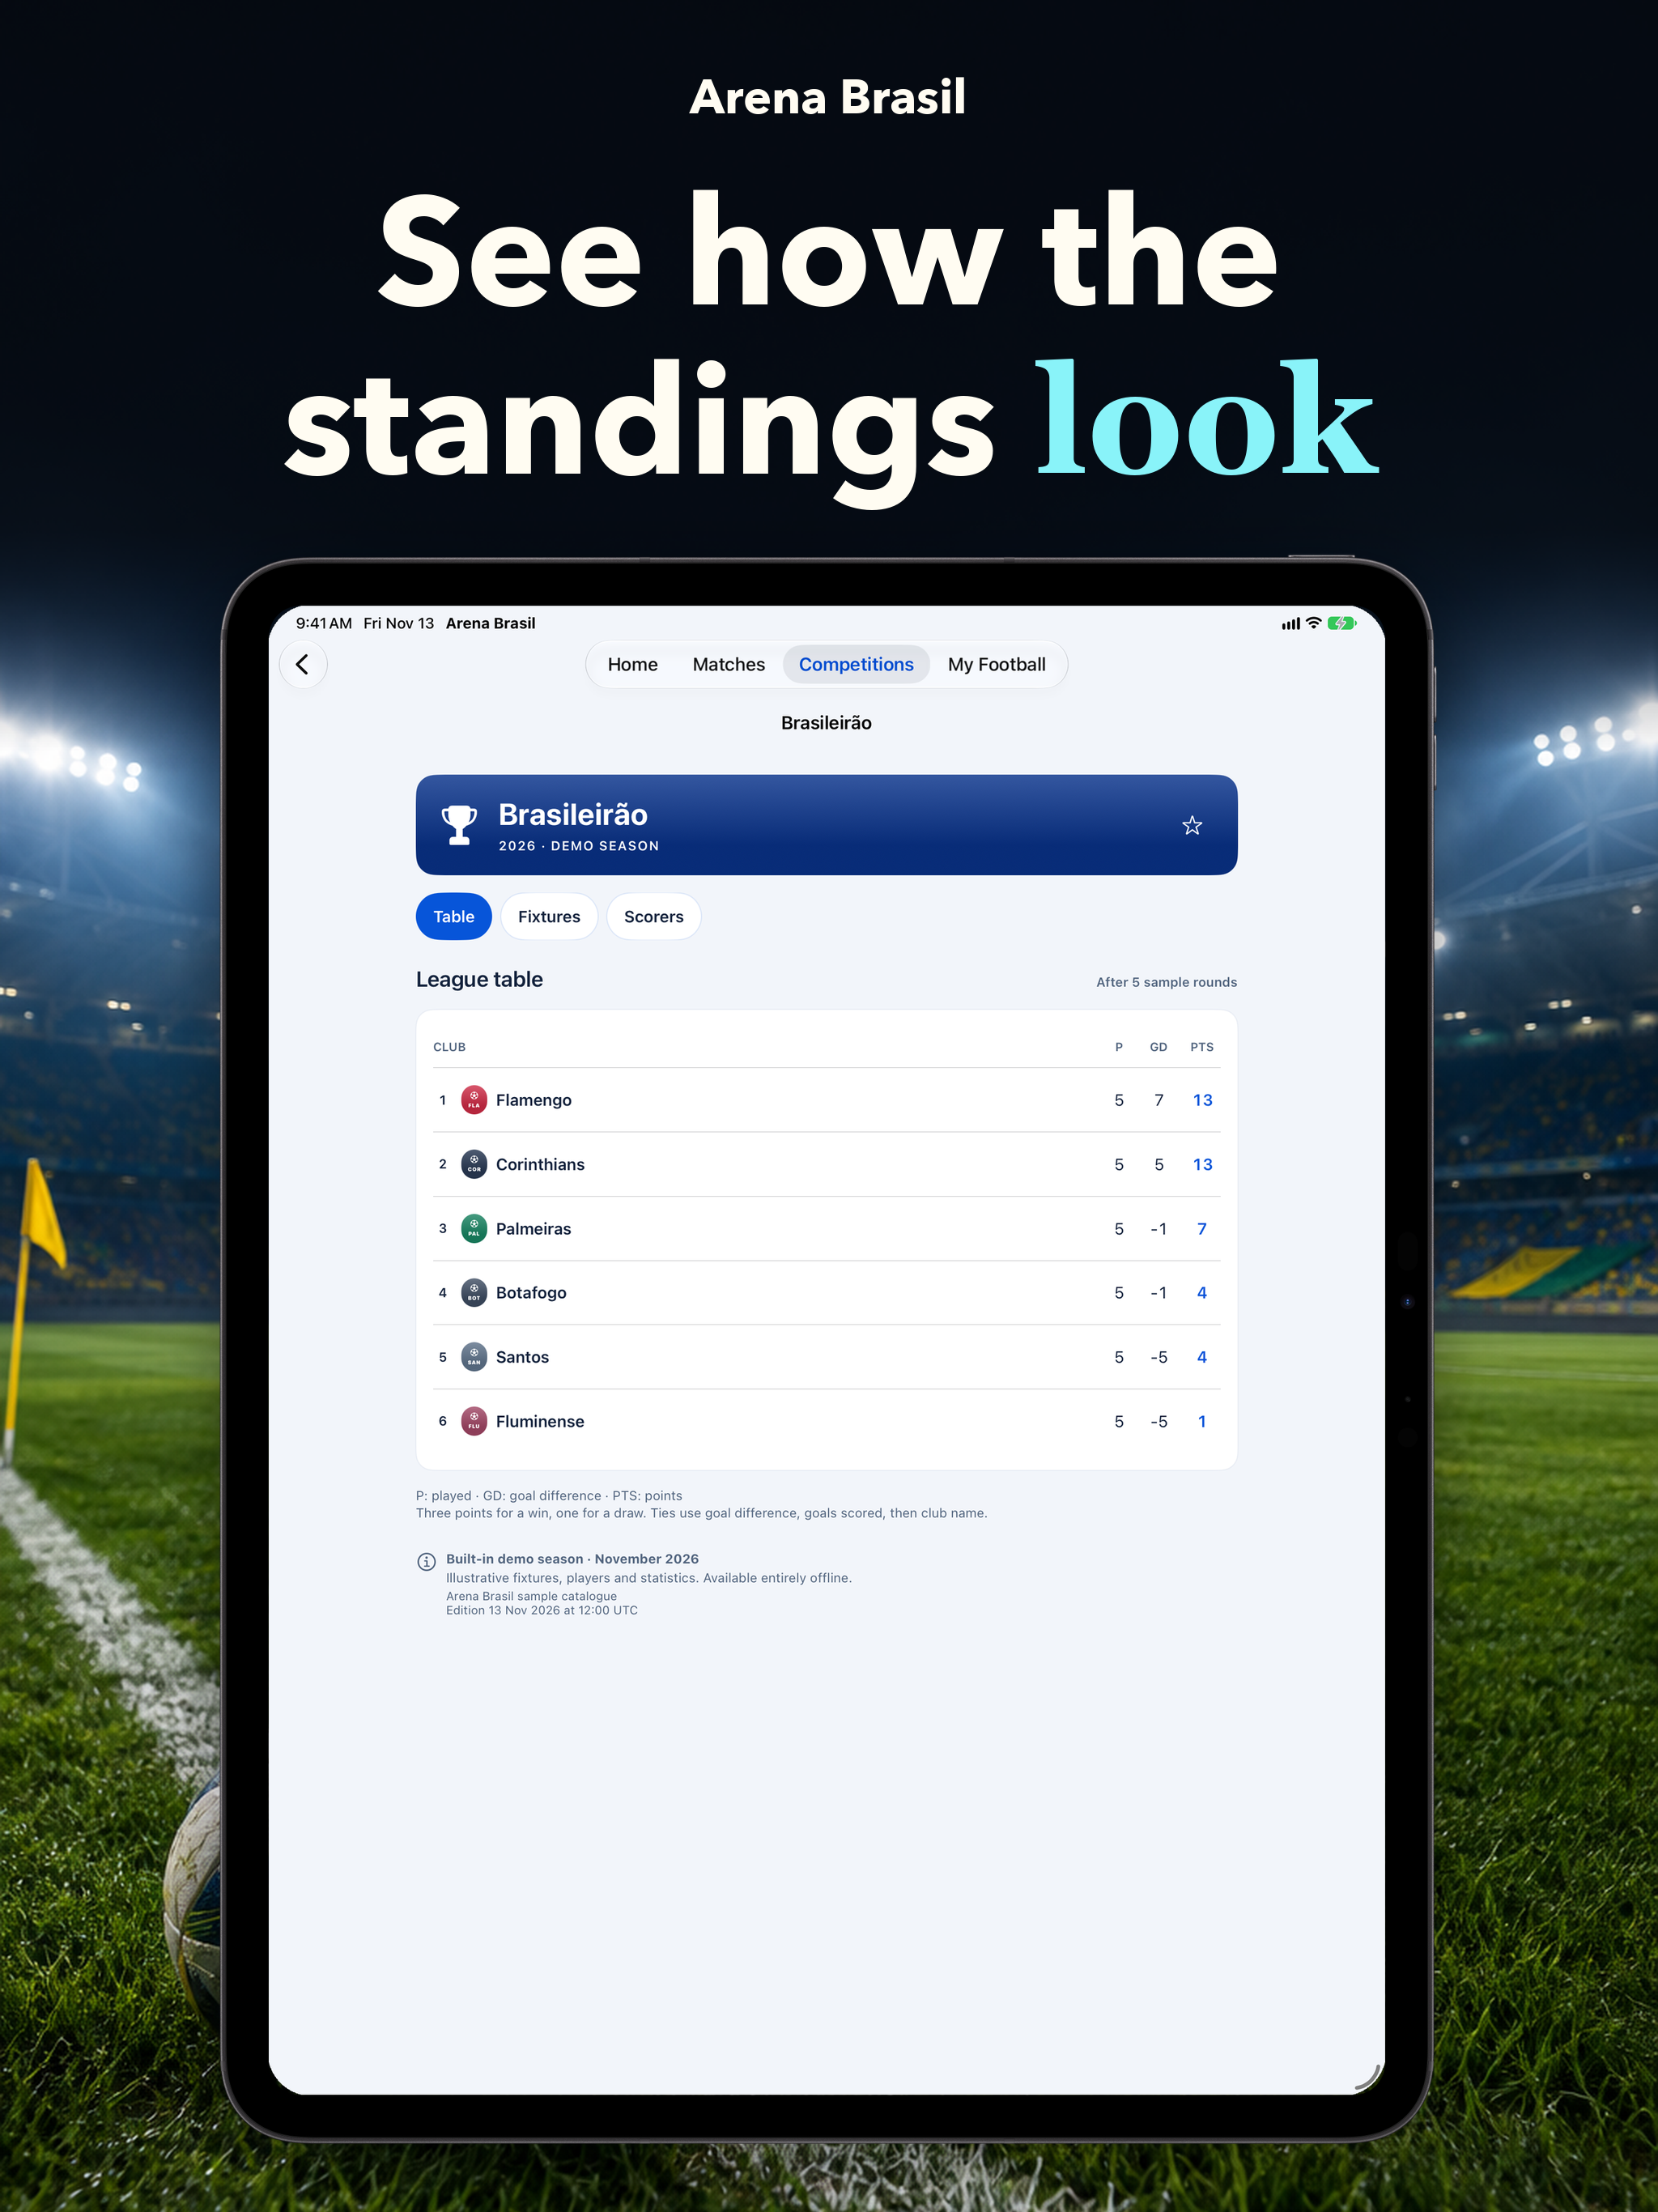 Arena Brasil
See how the
standings look
9:41 AM Fri Nov 13 Arena Brasil
Home Matches Competitions My Football
Brasileirão
Brasileirão
2026 · DEMO SEASON
Table Fixtures Scorers
League table After 5 sample rounds
CLUB P GD PTS
1 FLA Flamengo 5 7 13
2 COR Corinthians 5 5 13
3 PAL Palmeiras 5 -1 7
4 BOT Botafogo 5 -1 4
5 SAN Santos 5 -5 4
6 FLU Fluminense 5 -5 1
P: played · GD: goal difference · PTS: points
Three points for a win, one for a draw. Ties use goal difference, goals scored, then club name.
Built-in demo season · November 2026
Illustrative fixtures, players and statistics. Available entirely offline.
Arena Brasil sample catalogue
Edition 13 Nov 2026 at 12:00 UTC